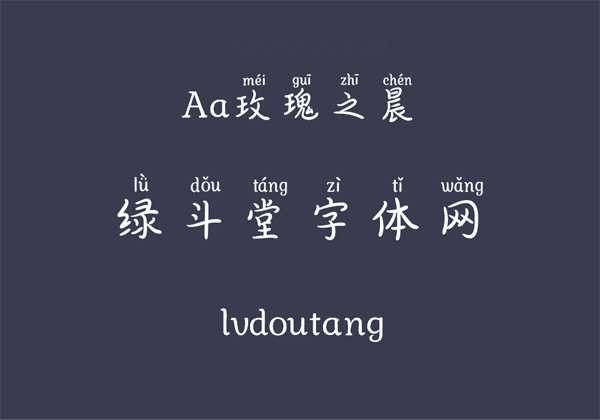 méi guī zhī chén
Aa玫瑰之晨
lǜ dǒu táng zì tǐ wǎng
绿斗堂字体网
lvdoutang